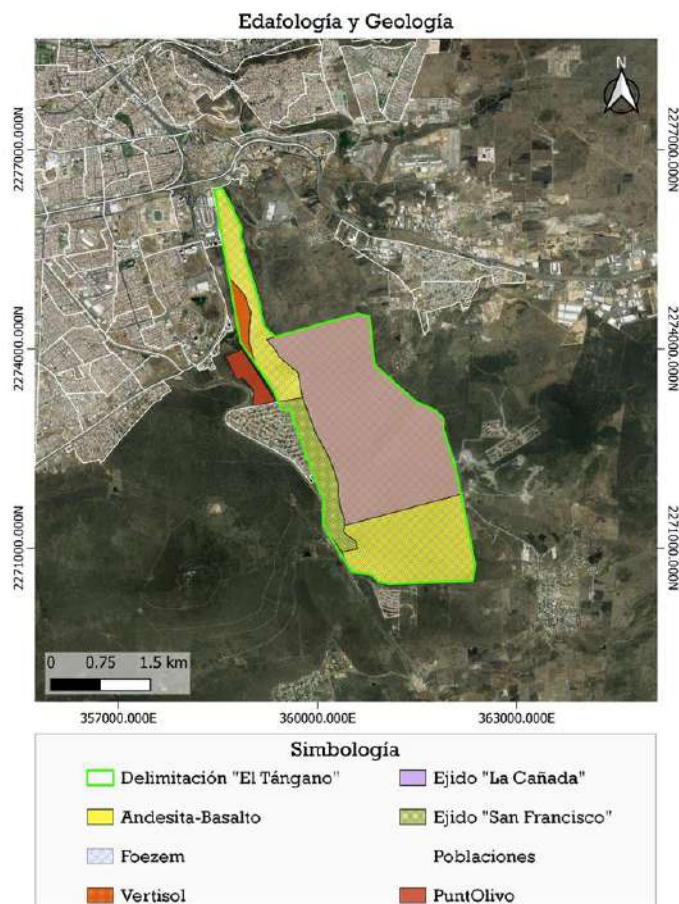 Edafología y Geología
N
2277000.000N
2277000.000N
2274000.000N
2274000.000N
2271000.000N
2271000.000N
0 0.75 1.5 km
357000.000E 360000.000E 363000.000E
Simbología
Delimitación "El Tángano" Ejido "La Cañada"
Andesita-Basalto Ejido "San Francisco"
Foezem Poblaciones
Vertisol PuntOlivo